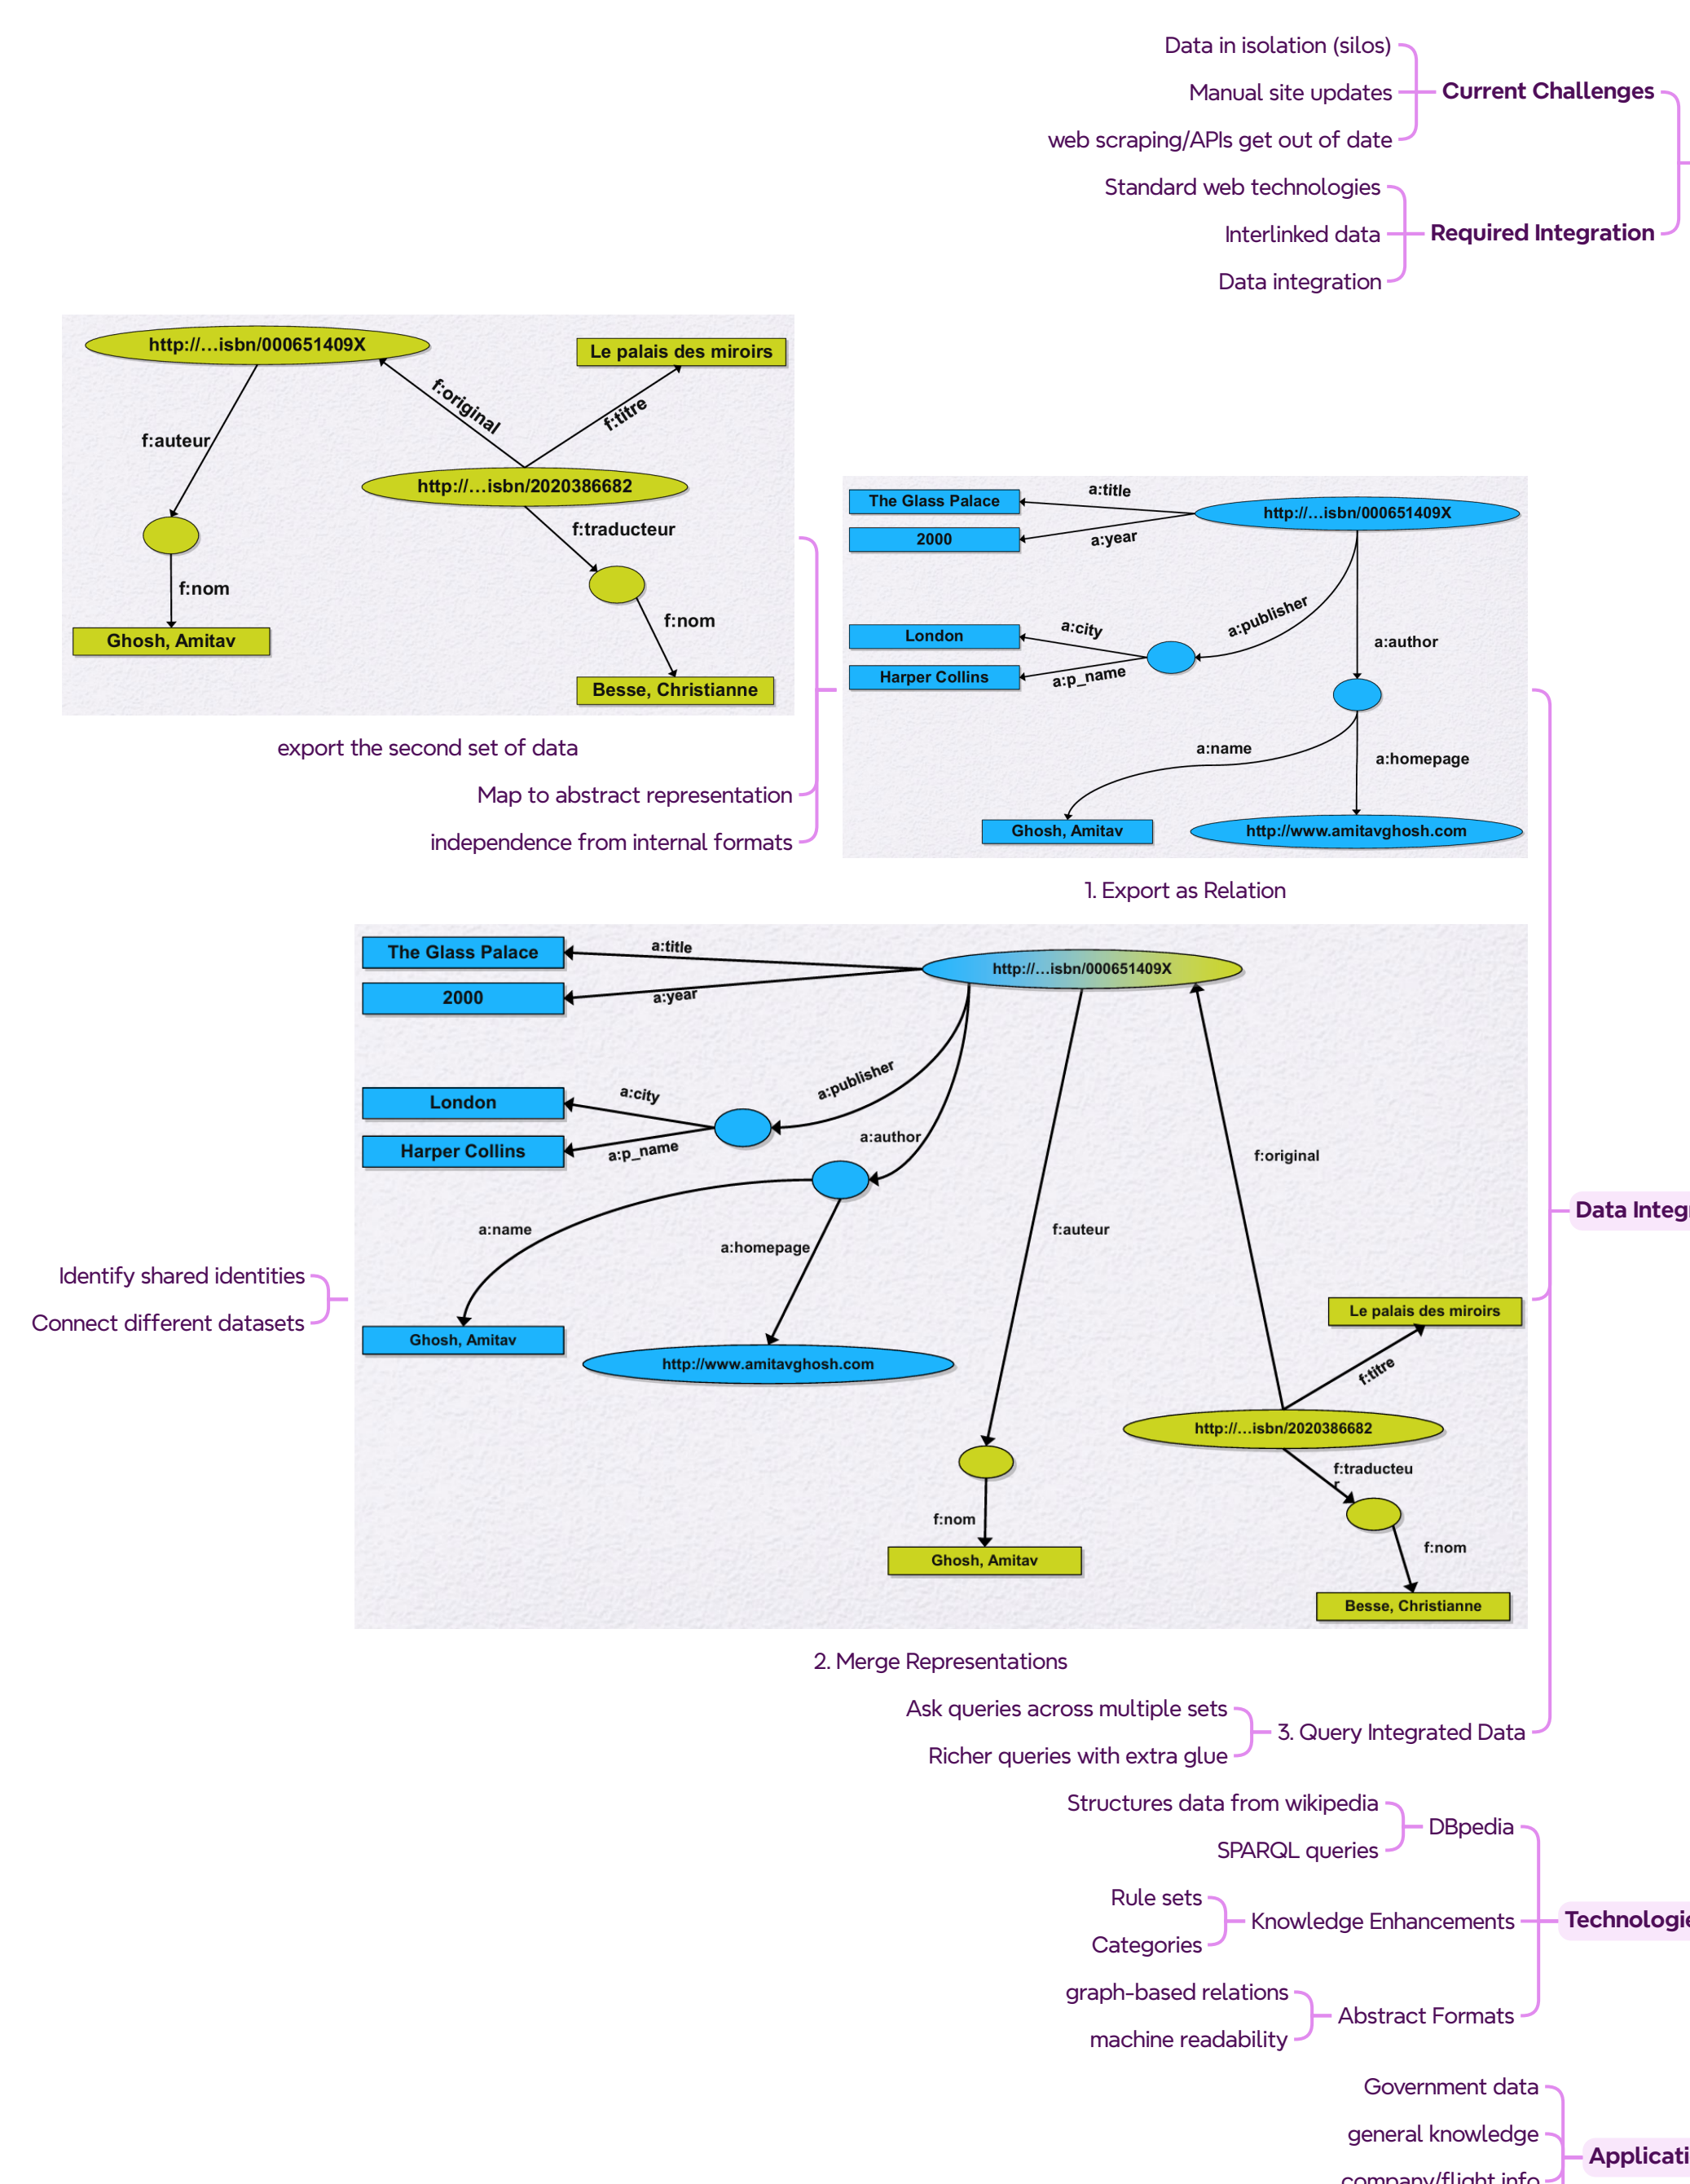 Data in isolation (silos)
Manual site updates
Current Challenges
web scraping/APIs get out of date
Standard web technologies
Interlinked data
Required Integration
Data integration
http://...isbn/000651409X
Le palais des miroirs
f:original
f:titre
f:auteur
http://...isbn/2020386682
f:traducteur
f:nom
f:nom
Ghosh, Amitav
Besse, Christianne
export the second set of data
Map to abstract representation
independence from internal formats
The Glass Palace
a:title
http://...isbn/000651409X
2000
a:year
a:publisher
London
a:city
a:author
Harper Collins
a:p_name
a:name
a:homepage
Ghosh, Amitav
http://www.amitavghosh.com
1. Export as Relation
The Glass Palace
a:title
http://...isbn/000651409X
2000
a:year
a:publisher
London
a:city
a:author
Harper Collins
a:p_name
f:original
a:name
a:homepage
f:auteur
Data Integ
Identify shared identities
Connect different datasets
Le palais des miroirs
Ghosh, Amitav
http://www.amitavghosh.com
f:titre
http://...isbn/2020386682
f:traducteu
r
f:nom
f:nom
Ghosh, Amitav
Besse, Christianne
2. Merge Representations
Ask queries across multiple sets
3. Query Integrated Data
Richer queries with extra glue
Structures data from wikipedia
DBpedia
SPARQL queries
Rule sets
Knowledge Enhancements
Technologie
Categories
graph-based relations
Abstract Formats
machine readability
Government data
general knowledge
Applicati
company/flight info